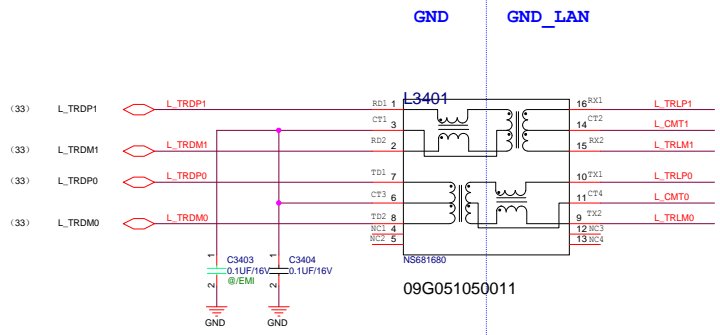 GND GND_LAN
L3401
(33) L_TRDP1 L_TRDP1 RD1 1 16 RX1 L_TRLP1
CT1 3 14 CT2 L_CMT1
(33) L_TRDM1 L_TRDM1 RD2 2 15 RX2 L_TRLM1
(33) L_TRDP0 L_TRDP0 TD1 7 10 TX1 L_TRLP0
CT3 6 11 CT4 L_CMT0
(33) L_TRDM0 L_TRDM0 TD2 8 9 TX2 L_TRLM0
NC1 4 12 NC3
NC2 5 13 NC4
NS681680
1 C3403 1 C3404
0.1UF/16V 0.1UF/16V
2 @/EMI 2
09G051050011
GND GND